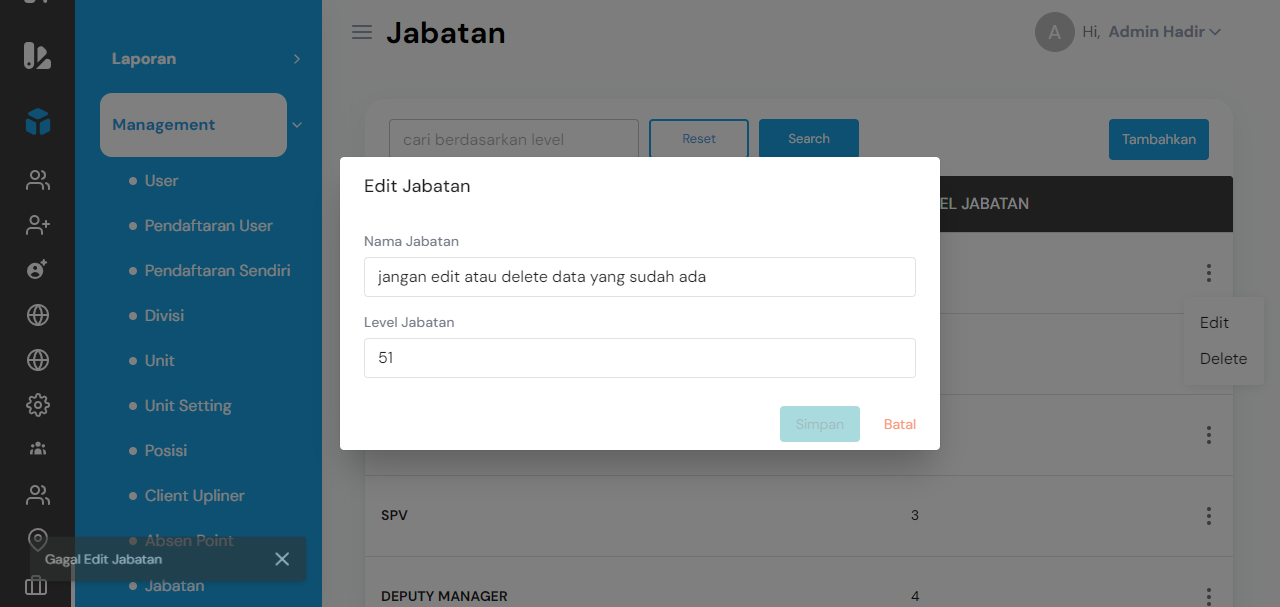 Jabatan
A
Hi, Admin Hadir
Laporan
Management
User
Pendaftaran User
Pendaftaran Sendiri
Divisi
Unit
Unit Setting
Posisi
Client Upliner
Absen Point
Jabatan
Gagal Edit Jabatan
cari berdasarkan level
Reset
Search
Tambahkan
EL JABATAN
Edit Jabatan
Nama Jabatan
jangan edit atau delete data yang sudah ada
Level Jabatan
51
Simpan
Batal
Edit
Delete
SPV 3
DEPUTY MANAGER 4